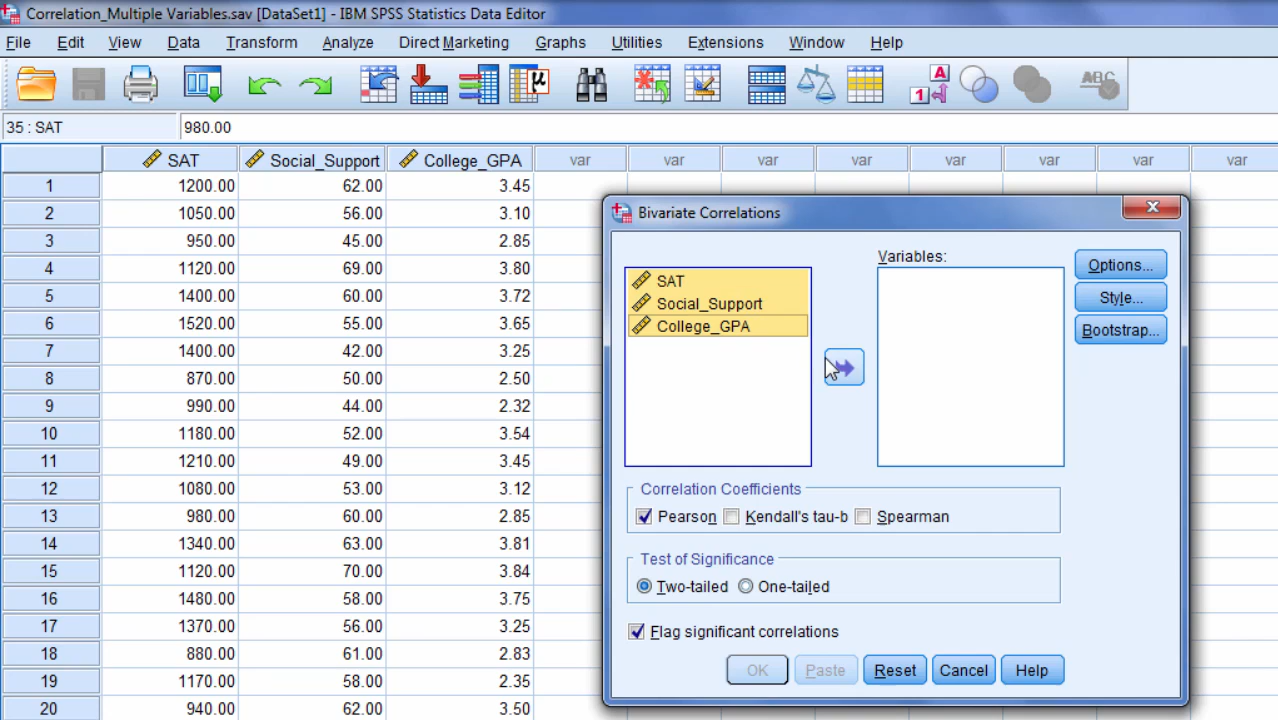 Correlation_Multiple Variables.sav [DataSet1] - IBM SPSS Statistics Data Editor
File Edit View Data Transform Analyze Direct Marketing Graphs Utilities Extensions Window Help
μ A 1 ABC
35 : SAT 980.00
SAT Social_Support College_GPA var var var var var var var var
1 1200.00 62.00 3.45
2 1050.00 56.00 3.10
3 950.00 45.00 2.85
4 1120.00 69.00 3.80
5 1400.00 60.00 3.72
6 1520.00 55.00 3.65
7 1400.00 42.00 3.25
8 870.00 50.00 2.50
9 990.00 44.00 2.32
10 1180.00 52.00 3.54
11 1210.00 49.00 3.45
12 1080.00 53.00 3.12
13 980.00 60.00 2.85
14 1340.00 63.00 3.81
15 1120.00 70.00 3.84
16 1480.00 58.00 3.75
17 1370.00 56.00 3.25
18 880.00 61.00 2.83
19 1170.00 58.00 2.35
20 940.00 62.00 3.50
Bivariate Correlations
Variables:
SAT
Social_Support
College_GPA
Options...
Style...
Bootstrap...
Correlation Coefficients
Pearson Kendall's tau-b Spearman
Test of Significance
Two-tailed One-tailed
Flag significant correlations
OK Paste Reset Cancel Help